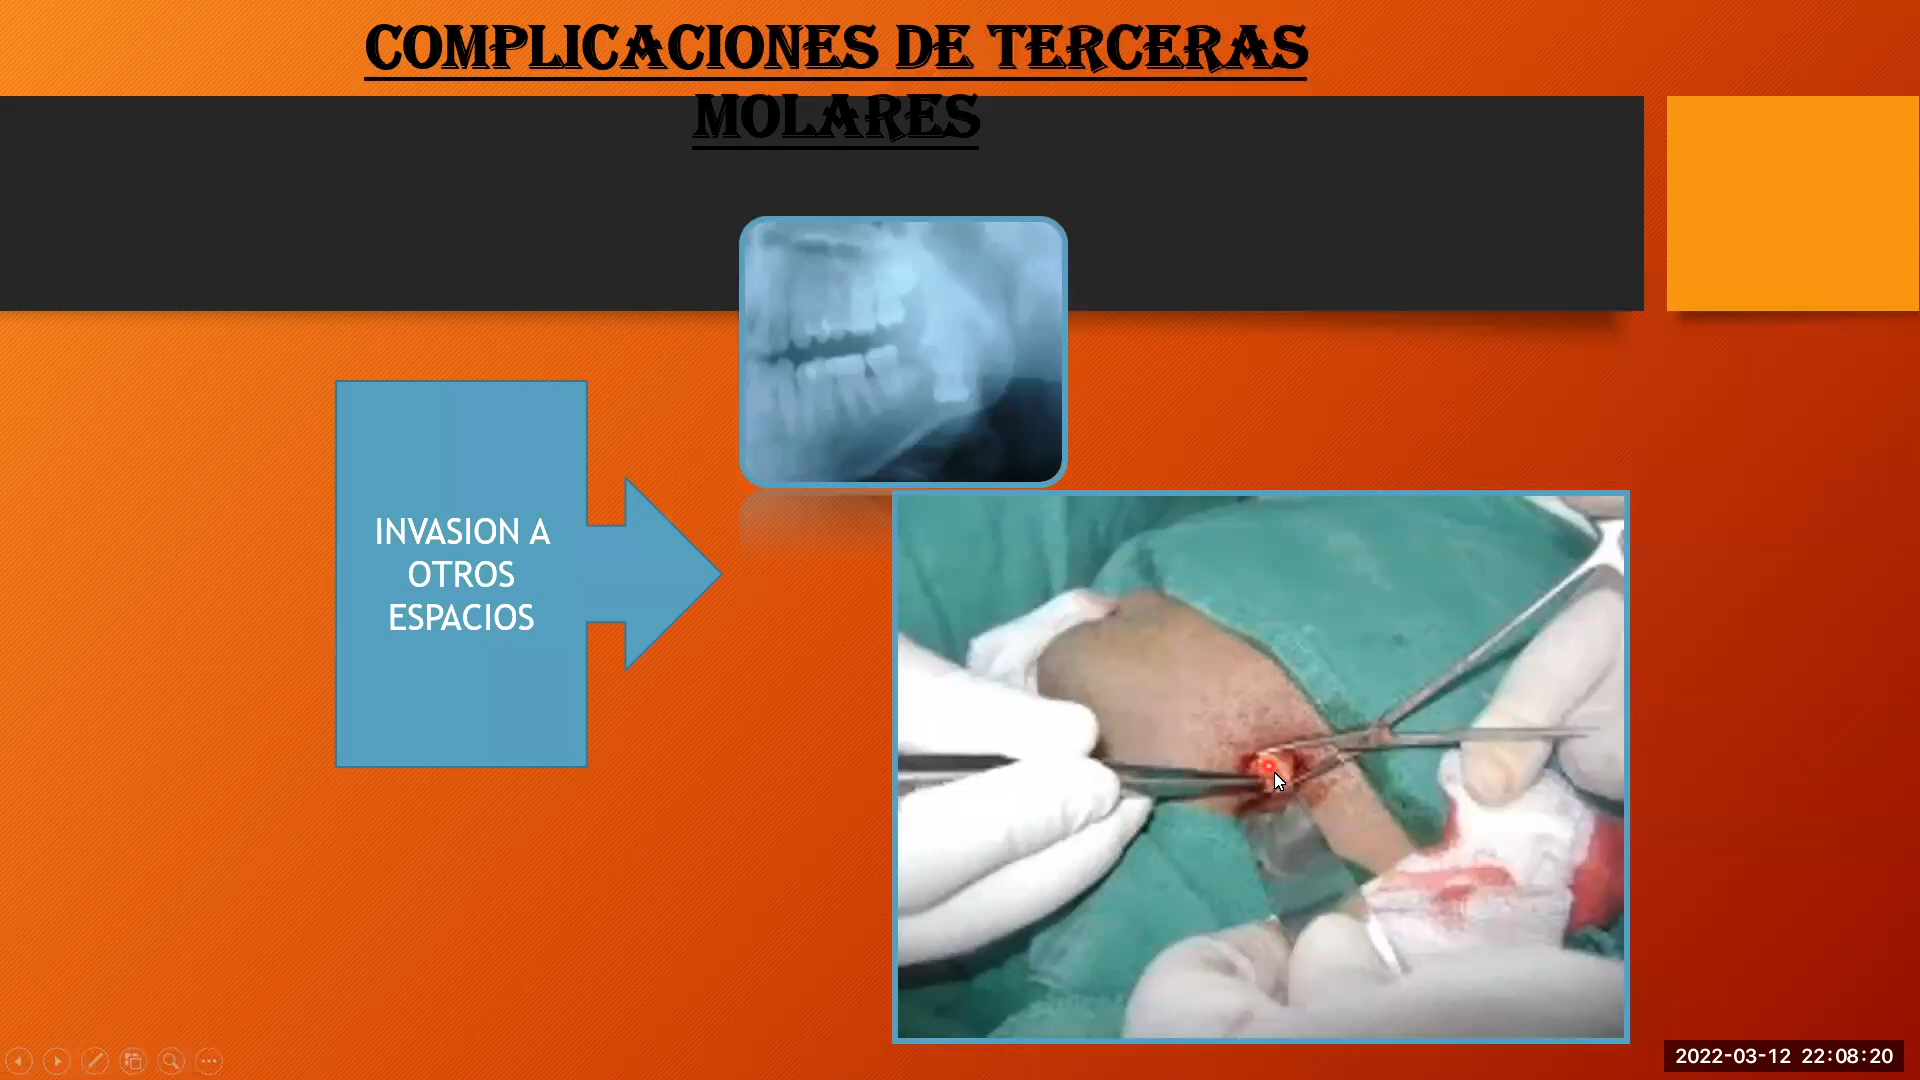 COMPLICACIONES DE TERCERAS
MOLARES
INVASION A
OTROS
ESPACIOS
2022-03-12 22:08:20